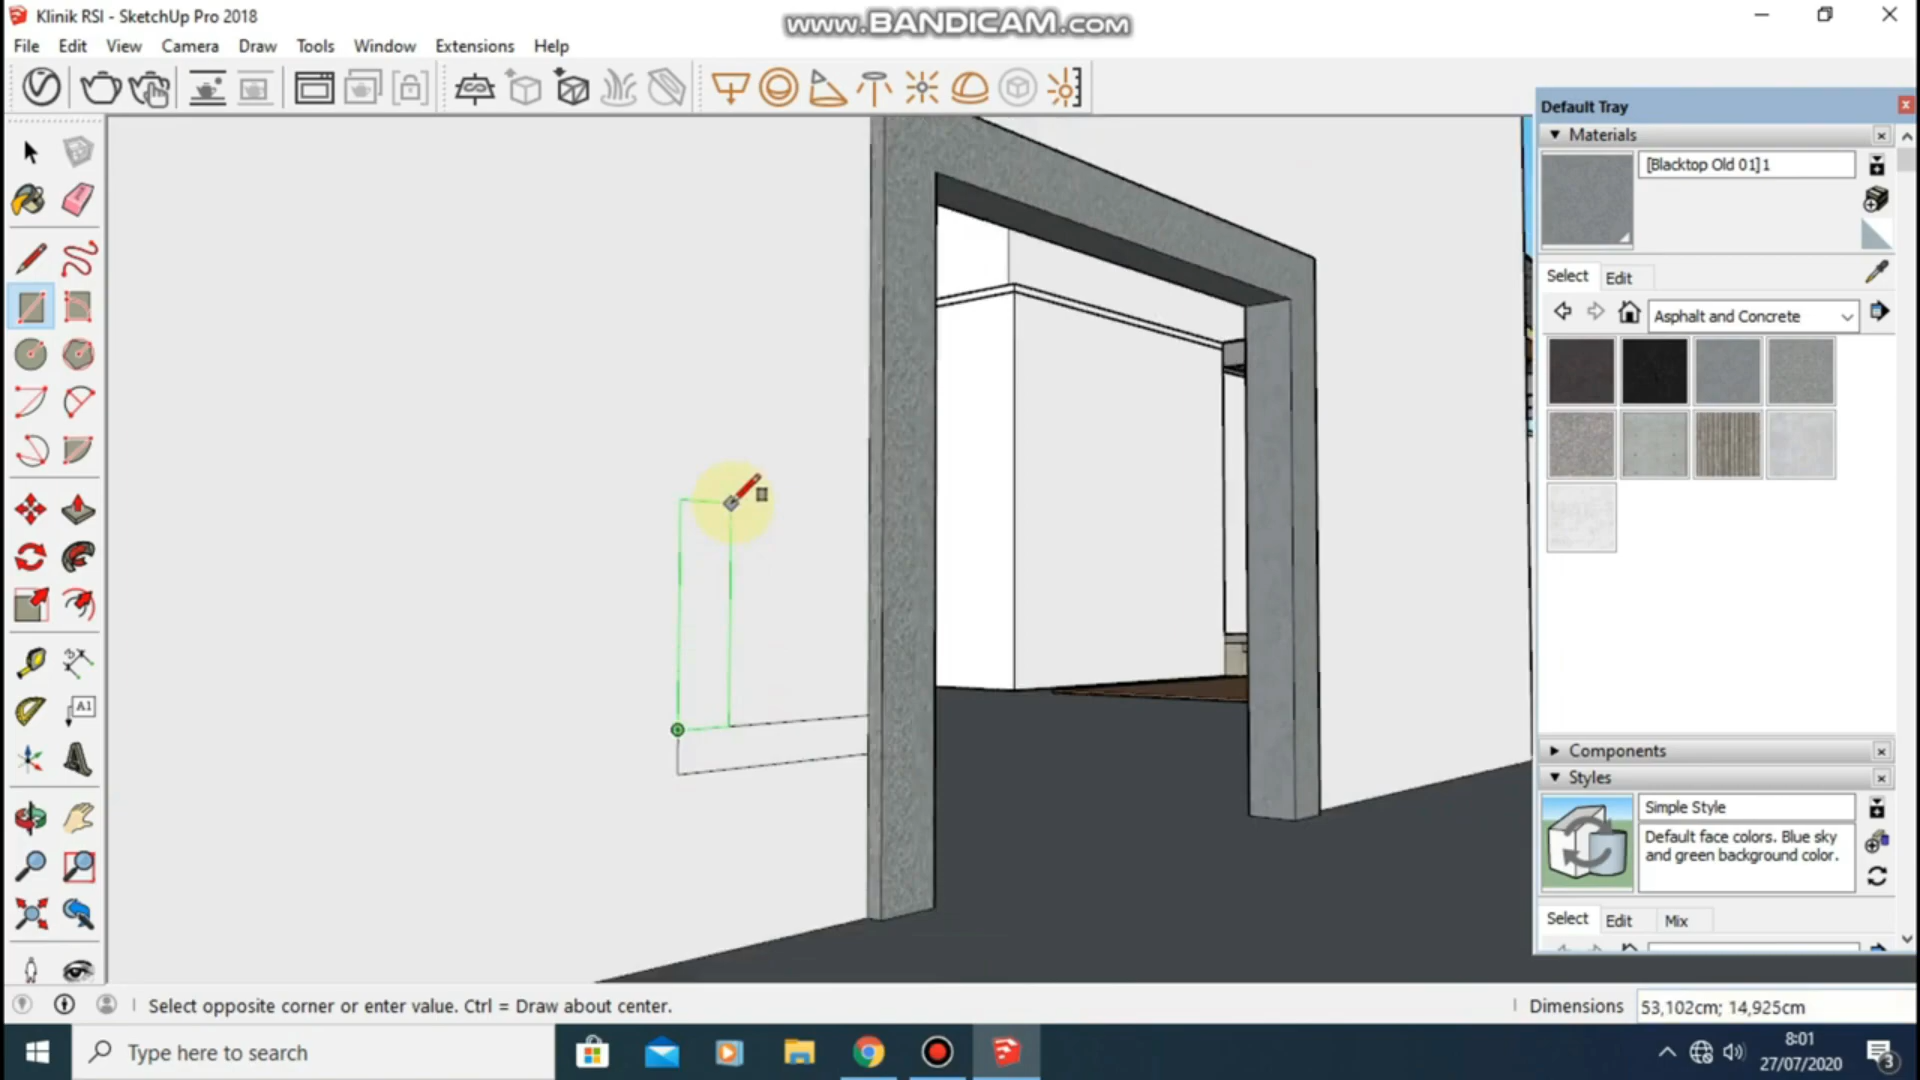 Klinik RSI - SketchUp Pro 2018
www.BANDICAM.com
File Edit View Camera Draw Tools Window Extensions Help
Default Tray
Materials
[Blacktop Old 01]1
Select Edit
Asphalt and Concrete
A1
Components
Styles
Simple Style
Default face colors. Blue sky
and green background color.
Select Edit Mix
Select opposite corner or enter value. Ctrl = Draw about center.
Dimensions 53,102cm; 14,925cm
Type here to search
8:01
27/07/2020
3